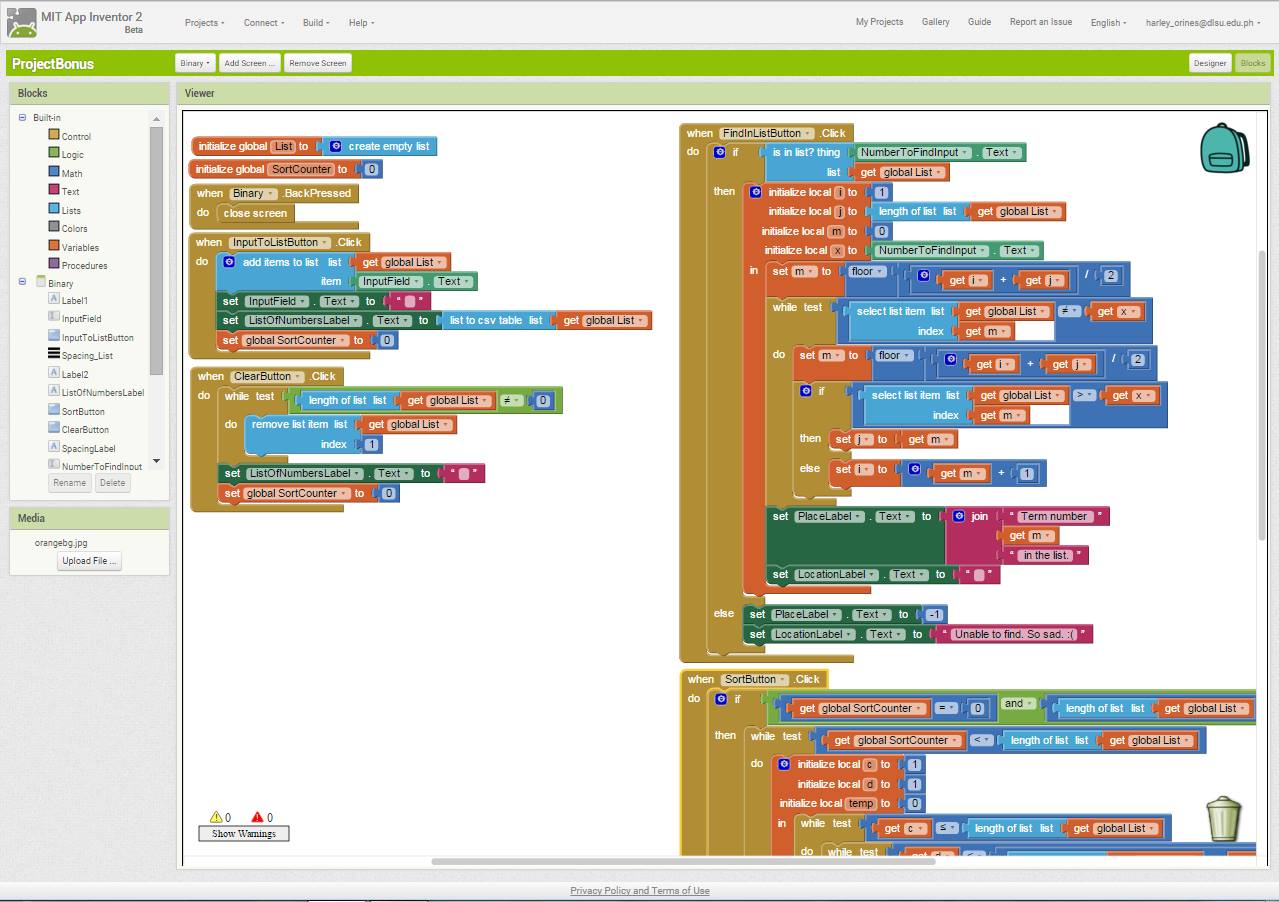 MIT App Inventor 2
Beta
Projects Connect Build Help
My Projects Gallery Guide Report an Issue English harley_orines@dlsu.edu.ph
ProjectBonus
Binary Add Screen ... Remove Screen
Designer Blocks
Blocks
Built-in
Control
Logic
Math
Text
Lists
Colors
Variables
Procedures
Binary
Label1
InputField
InputToListButton
Spacing_List
Label2
ListOfNumbersLabel
SortButton
ClearButton
SpacingLabel
NumberToFindInput
Rename Delete
Media
orangebg.jpg
Upload File ...
Viewer
initialize global List to create empty list
initialize global SortCounter to 0
when Binary .BackPressed
do close screen
when InputToListButton .Click
do add items to list list get global List
item InputField . Text
set InputField . Text to " "
set ListOfNumbersLabel . Text to list to csv table list get global List
set global SortCounter to 0
when ClearButton .Click
do while test length of list list get global List ≠ 0
do remove list item list get global List
index 1
set ListOfNumbersLabel . Text to " "
set global SortCounter to 0
0 0
Show Warnings
when FindInListButton .Click
do if is in list? thing NumberToFindInput . Text
list get global List
then initialize local i to 1
initialize local j to length of list list get global List
initialize local m to 0
initialize local x to NumberToFindInput . Text
in set m to floor get i + get j / 2
while test select list item list get global List ≠ get x
index get m
do set m to floor get i + get j / 2
if select list item list get global List > get x
index get m
then set j to get m
else set i to get m + 1
set PlaceLabel . Text to join " Term number "
get m
" in the list. "
set LocationLabel . Text to " "
else set PlaceLabel . Text to -1
set LocationLabel . Text to " Unable to find. So sad. :( "
when SortButton .Click
do if get global SortCounter = 0 and length of list list get global List
then while test get global SortCounter < length of list list get global List
do initialize local c to 1
initialize local d to 1
initialize local temp to 0
in while test get c ≤ length of list list get global List
do while test
Privacy Policy and Terms of Use